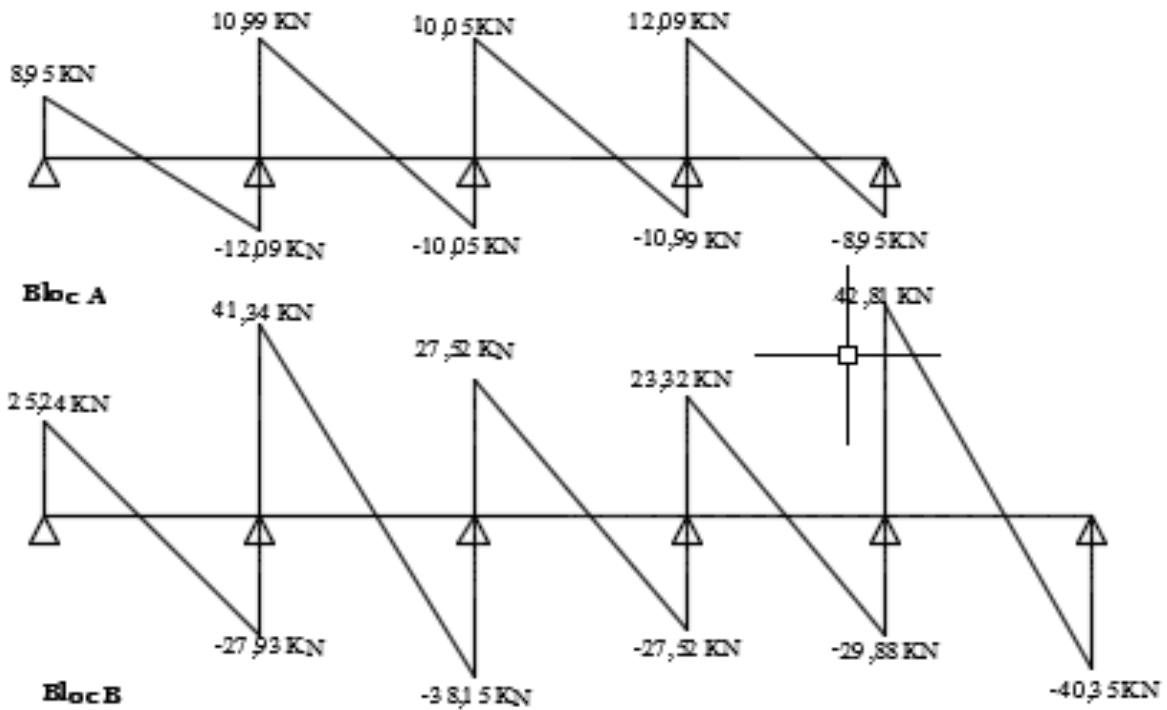 10,99 KN
10,05 KN
12,09 KN
8,95 KN
-12,09 KN
-10,05 KN
-10,99 KN
-8,95 KN
Bloc A
41,34 KN
42,81 KN
27,52 KN
23,32 KN
25,24 KN
-27,93 KN
-38,15 KN
-27,52 KN
-29,88 KN
-40,35 KN
Bloc B